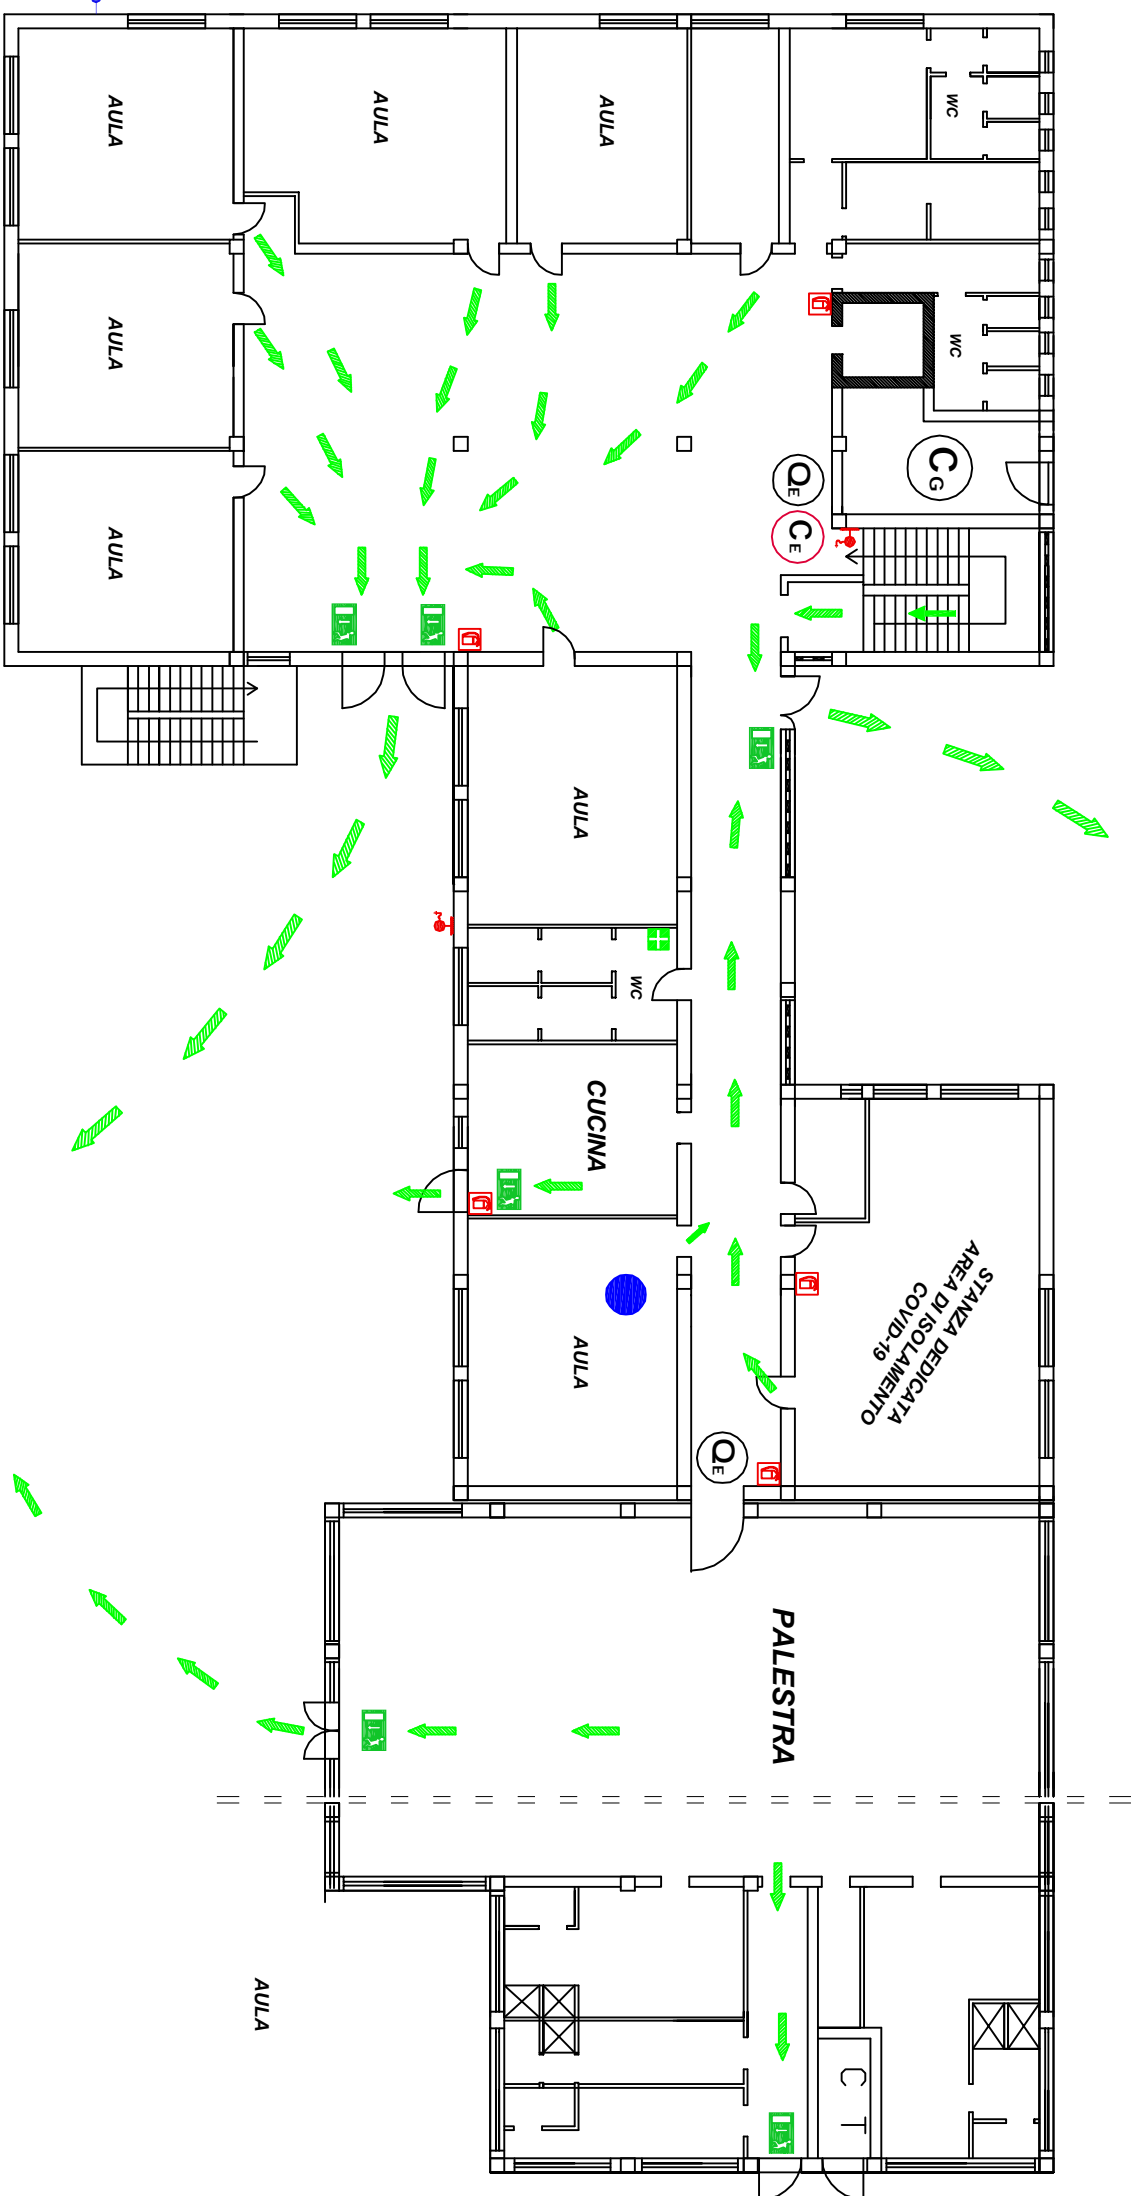 AULA
AULA
AULA
WC
AULA
WC
CG
QE
CE
AULA
AULA
WC
CUCINA
STANZA DEDICATA
AREA DI ISOLAMENTO
COVID-19
AULA
QE
PALESTRA
AULA
C T